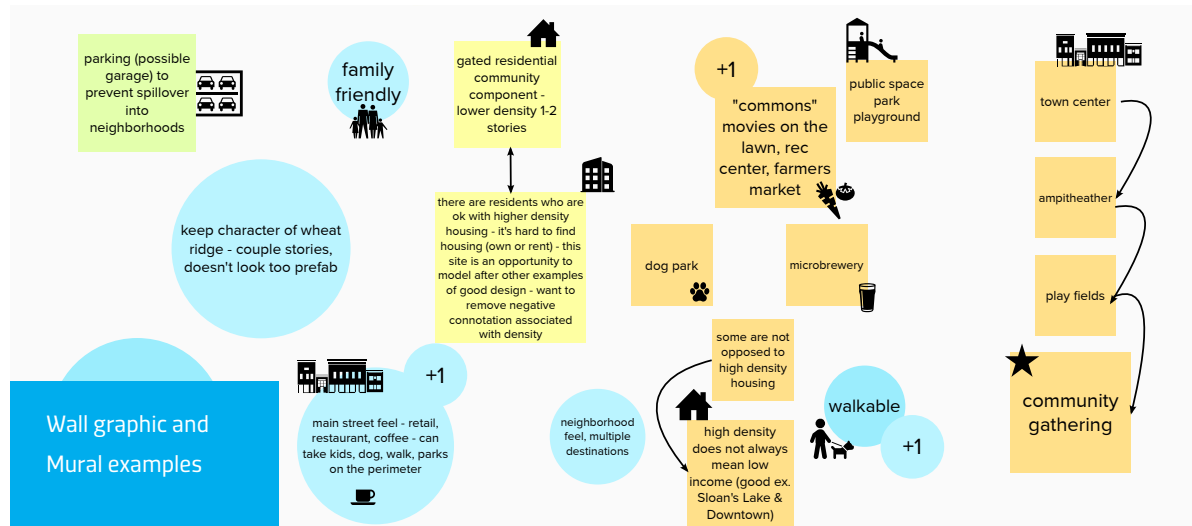 parking (possible
garage) to
prevent spillover
into
neighborhoods
family
friendly
gated residential
community
component -
lower density 1-2
stories
+1
"commons"
movies on the
lawn, rec
center, farmers
market
public space
park
playground
town center
ampitheather
play fields
community
gathering
keep character of wheat
ridge - couple stories,
doesn't look too prefab
there are residents who are
ok with higher density
housing - it's hard to find
housing (own or rent) - this
site is an opportunity to
model after other examples
of good design - want to
remove negative
connotation associated
with density
dog park
microbrewery
some are not
opposed to
high density
housing
high density
does not always
mean low
income (good ex.
Sloan's Lake &
Downtown)
walkable
+1
neighborhood
feel, multiple
destinations
+1
main street feel - retail,
restaurant, coffee - can
take kids, dog, walk, parks
on the perimeter
Wall graphic and
Mural examples